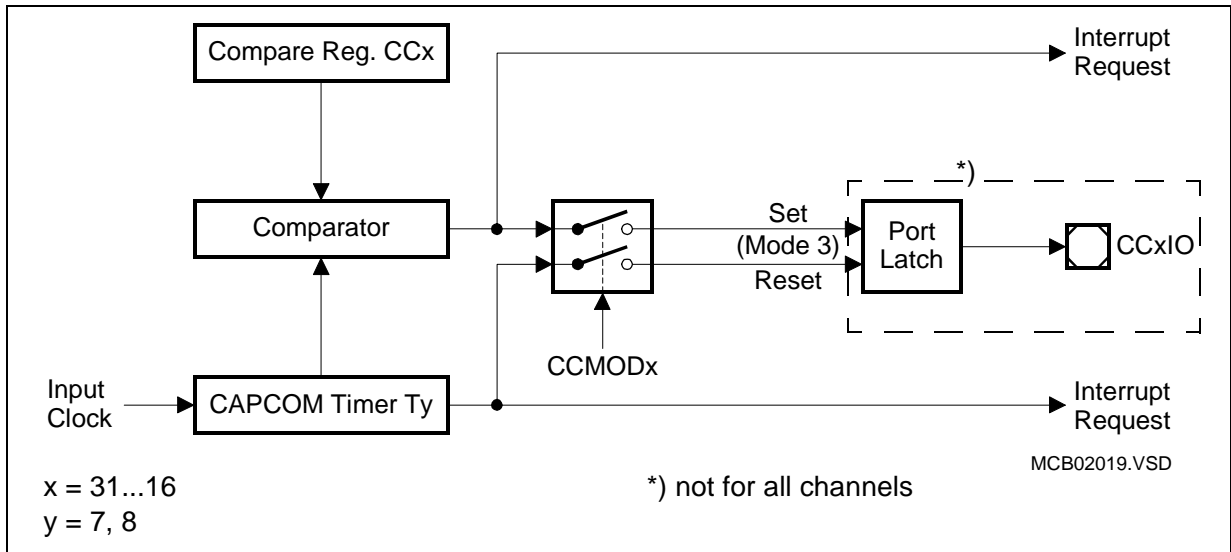 Compare Reg. CCx
Interrupt
Request
*)
Comparator
Set
(Mode 3)
Reset
Port
Latch
CCxIO
CCMODx
Input
Clock
CAPCOM Timer Ty
Interrupt
Request
MCB02019.VSD
x = 31...16
y = 7, 8
*) not for all channels